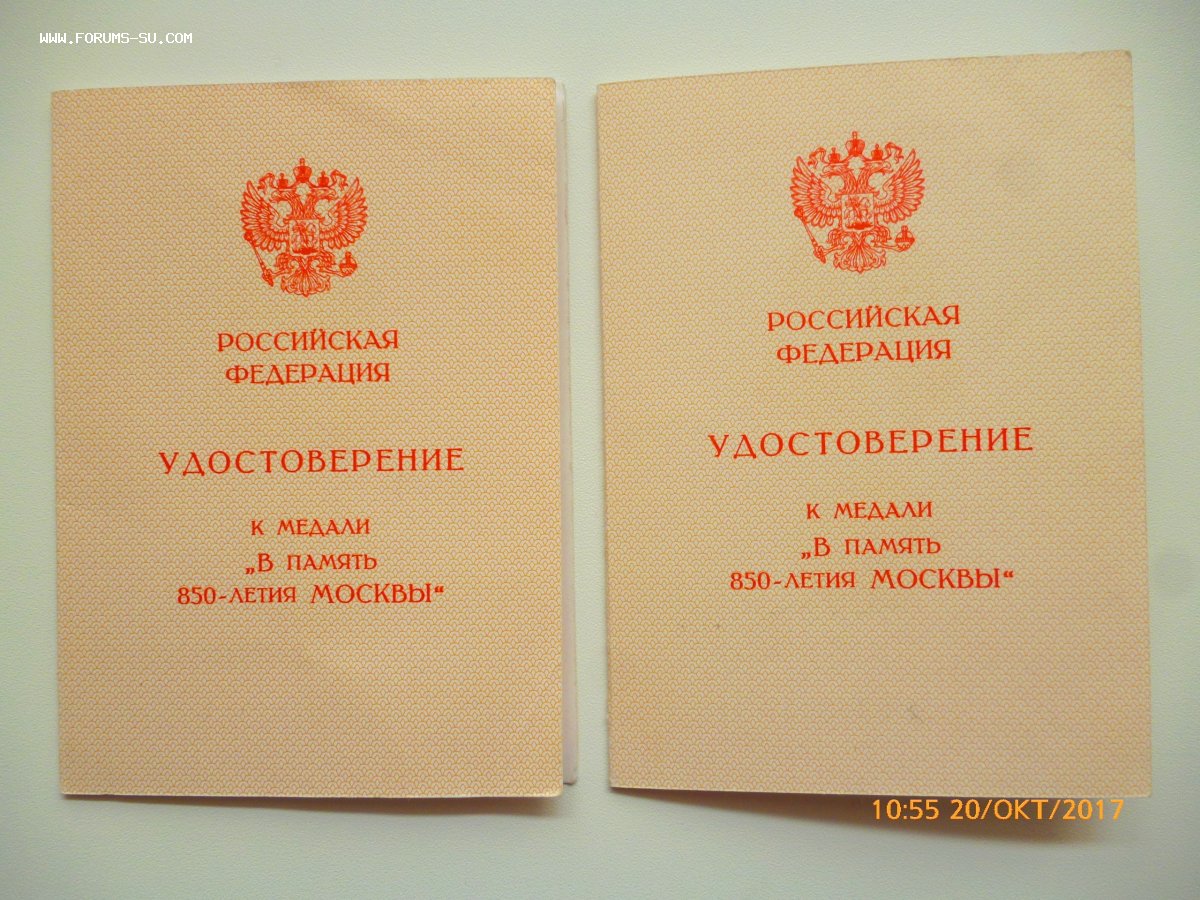 WWW.FORUMS-SU.COM
РОССИЙСКАЯ
ФЕДЕРАЦИЯ
УДОСТОВЕРЕНИЕ
К МЕДАЛИ
„В ПАМЯТЬ
850-ЛЕТИЯ МОСКВЫ“
РОССИЙСКАЯ
ФЕДЕРАЦИЯ
УДОСТОВЕРЕНИЕ
К МЕДАЛИ
„В ПАМЯТЬ
850-ЛЕТИЯ МОСКВЫ“
10:55 20/ОКТ/2017